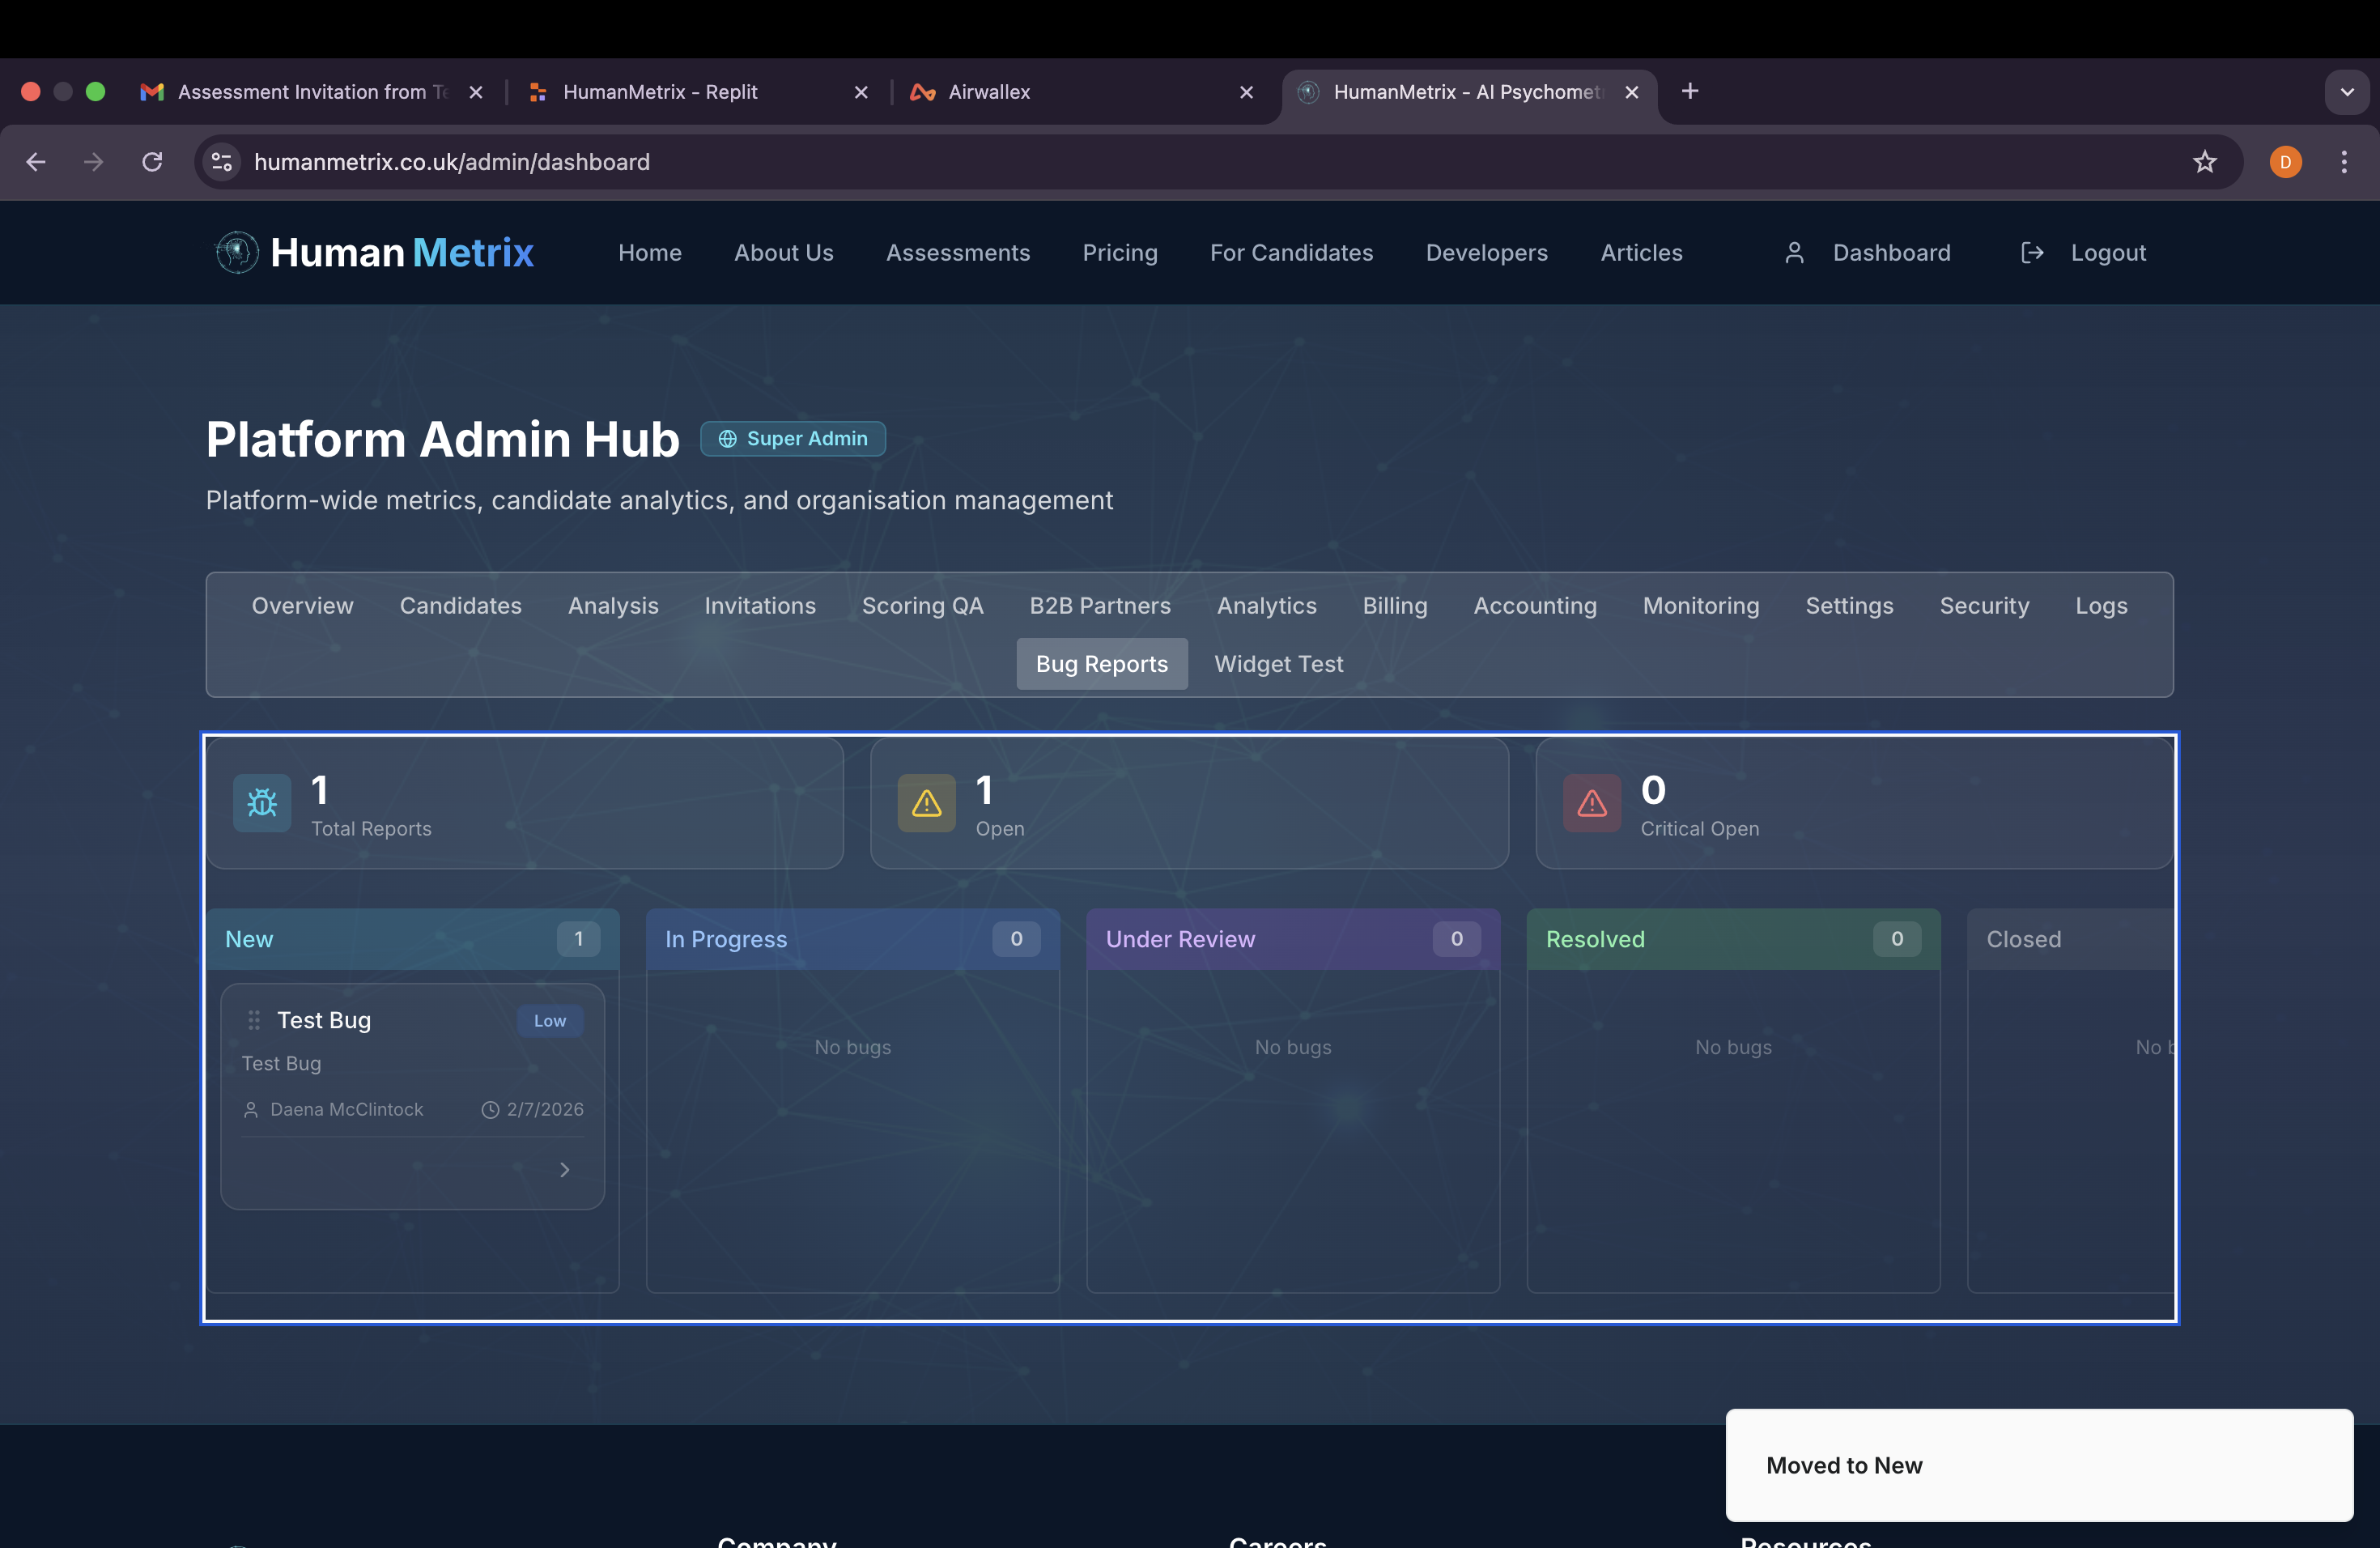 Assessment Invitation from Te
HumanMetrix - Replit
Airwallex
HumanMetrix - AI Psychomet
humanmetrix.co.uk/admin/dashboard
D
Human Metrix
Home
About Us
Assessments
Pricing
For Candidates
Developers
Articles
Dashboard
Logout
Platform Admin Hub
Super Admin
Platform-wide metrics, candidate analytics, and organisation management
Overview
Candidates
Analysis
Invitations
Scoring QA
B2B Partners
Analytics
Billing
Accounting
Monitoring
Settings
Security
Logs
Bug Reports
Widget Test
1
Total Reports
1
Open
0
Critical Open
New
1
In Progress
0
Under Review
0
Resolved
0
Closed
Test Bug
Low
Test Bug
Daena McClintock
2/7/2026
No bugs
No bugs
No bugs
No b
Moved to New
Company
Careers
Resources